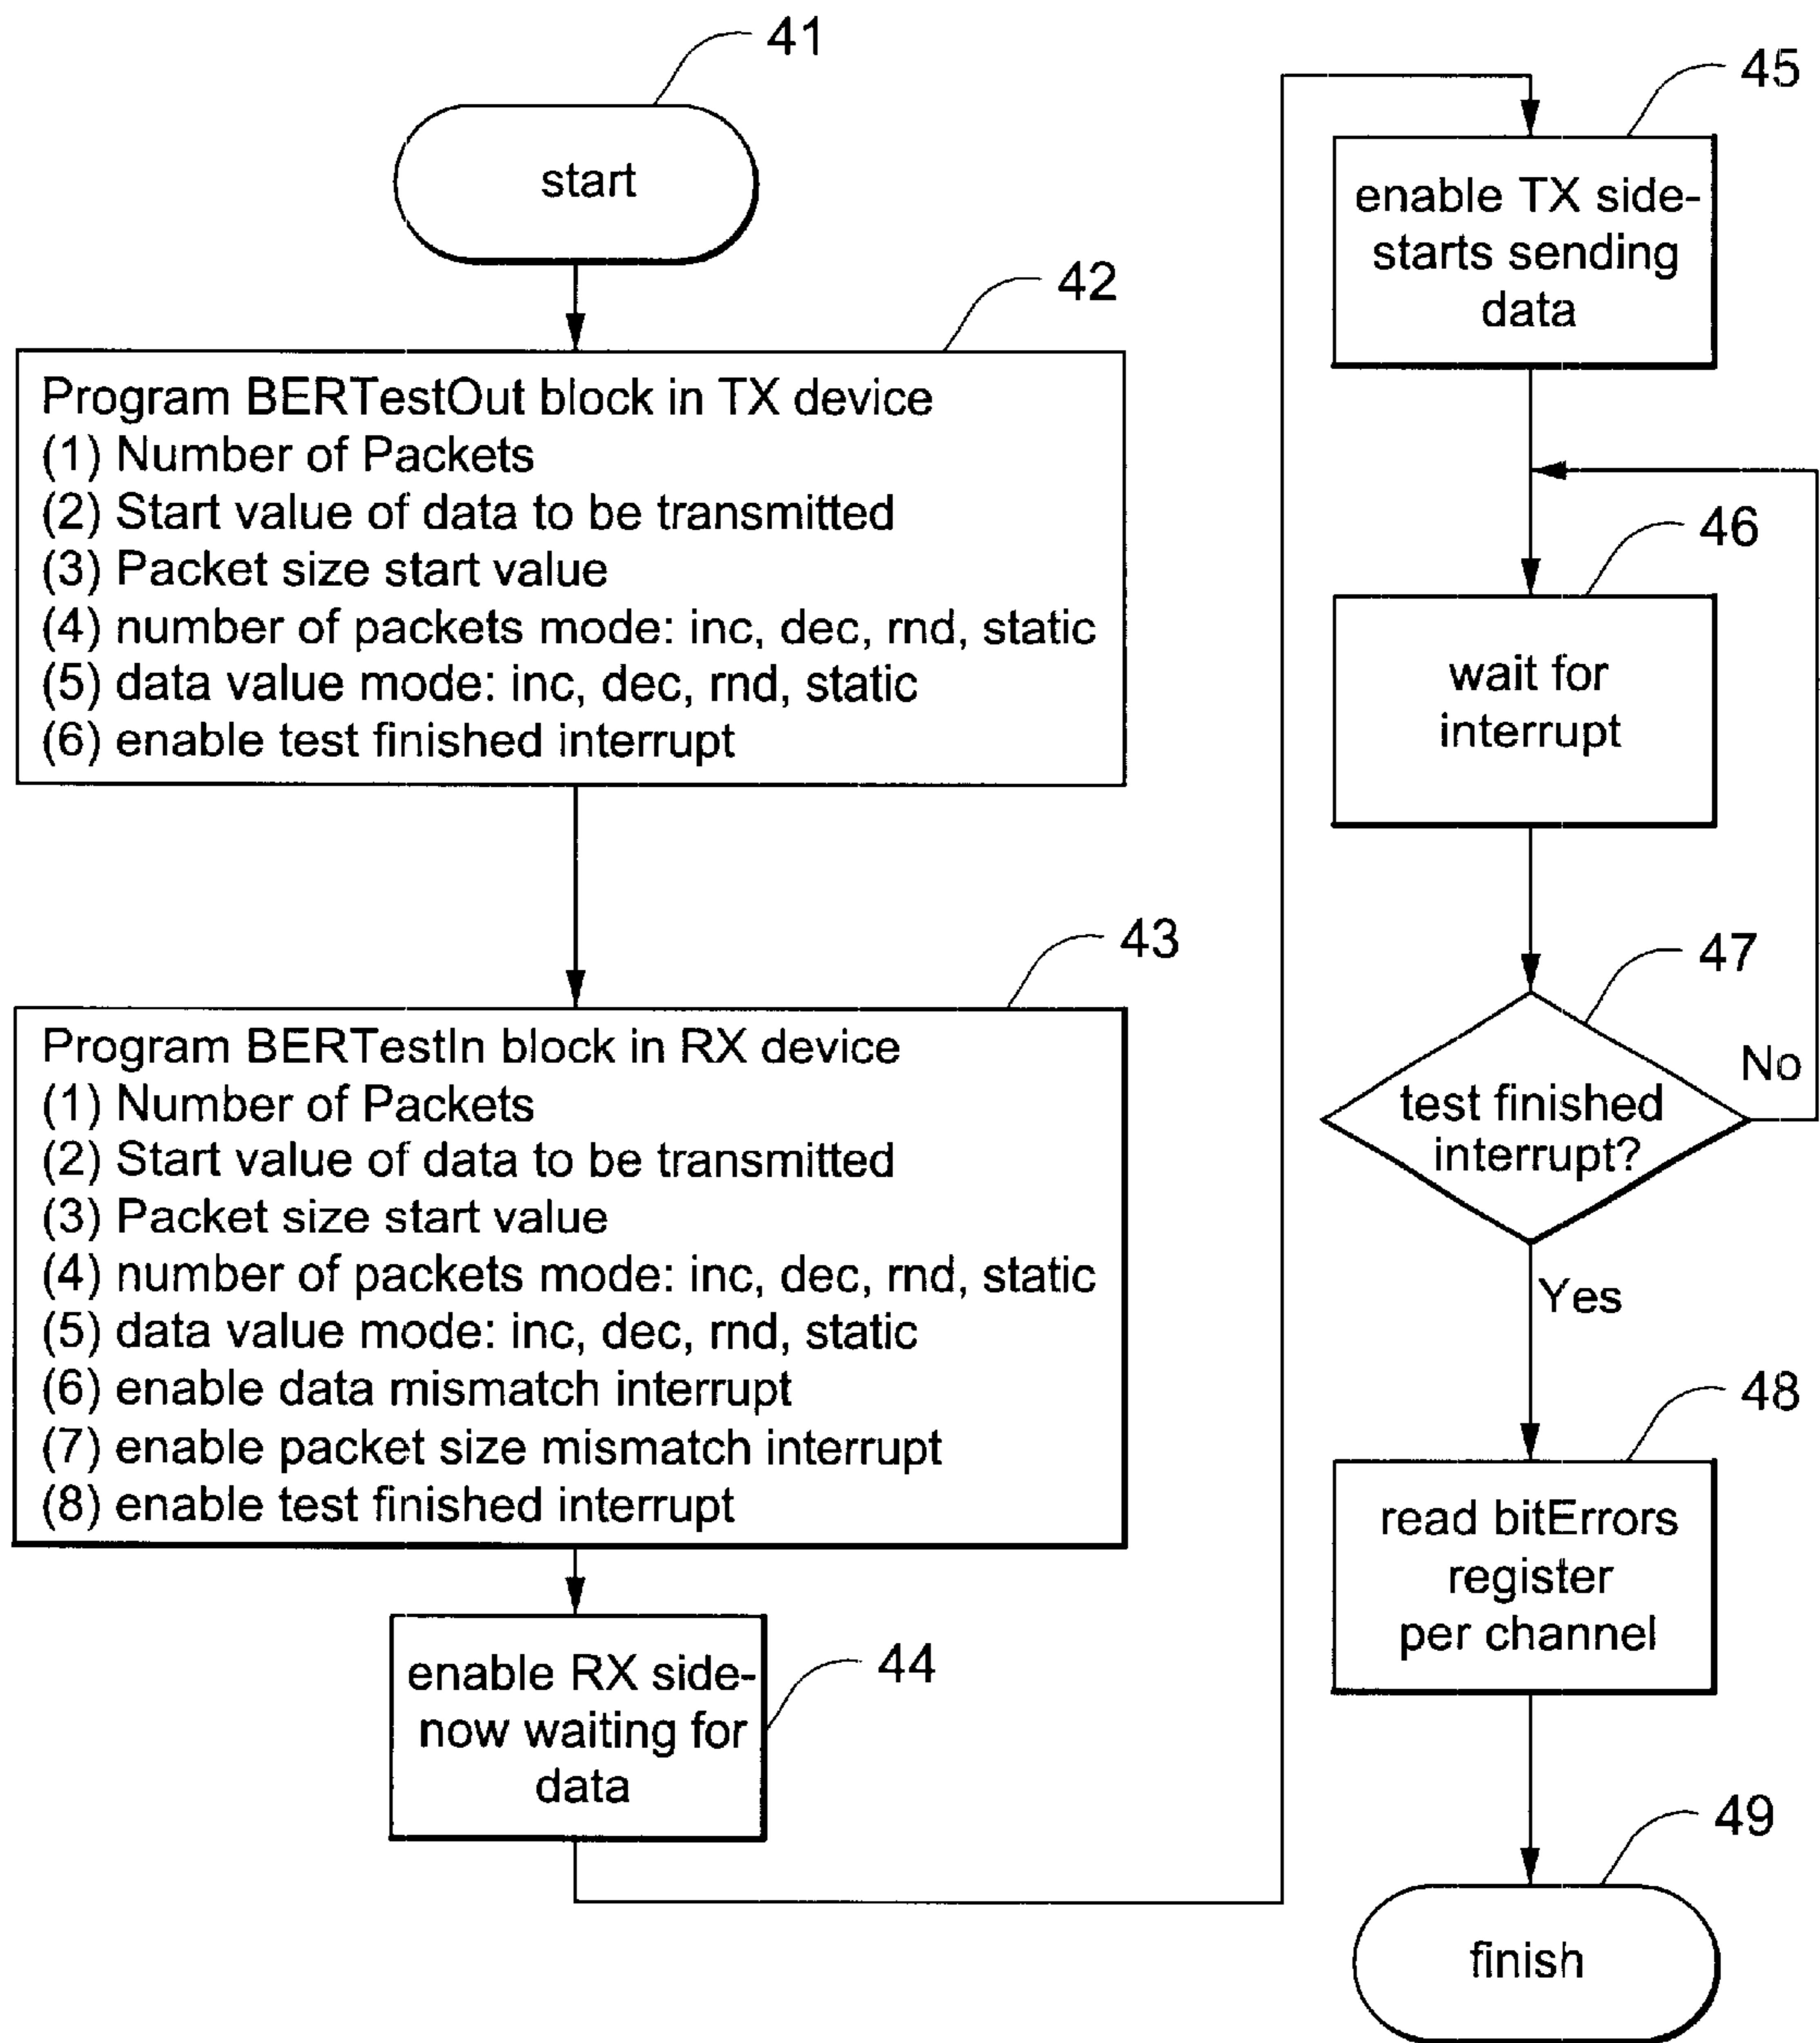 41
start
42
Program BERTestOut block in TX device
(1) Number of Packets
(2) Start value of data to be transmitted
(3) Packet size start value
(4) number of packets mode: inc, dec, rnd, static
(5) data value mode: inc, dec, rnd, static
(6) enable test finished interrupt
43
Program BERTestIn block in RX device
(1) Number of Packets
(2) Start value of data to be transmitted
(3) Packet size start value
(4) number of packets mode: inc, dec, rnd, static
(5) data value mode: inc, dec, rnd, static
(6) enable data mismatch interrupt
(7) enable packet size mismatch interrupt
(8) enable test finished interrupt
44
enable RX side-
now waiting for
data
45
enable TX side-
starts sending
data
46
wait for
interrupt
47
test finished
interrupt?
No
Yes
48
read bitErrors
register
per channel
49
finish